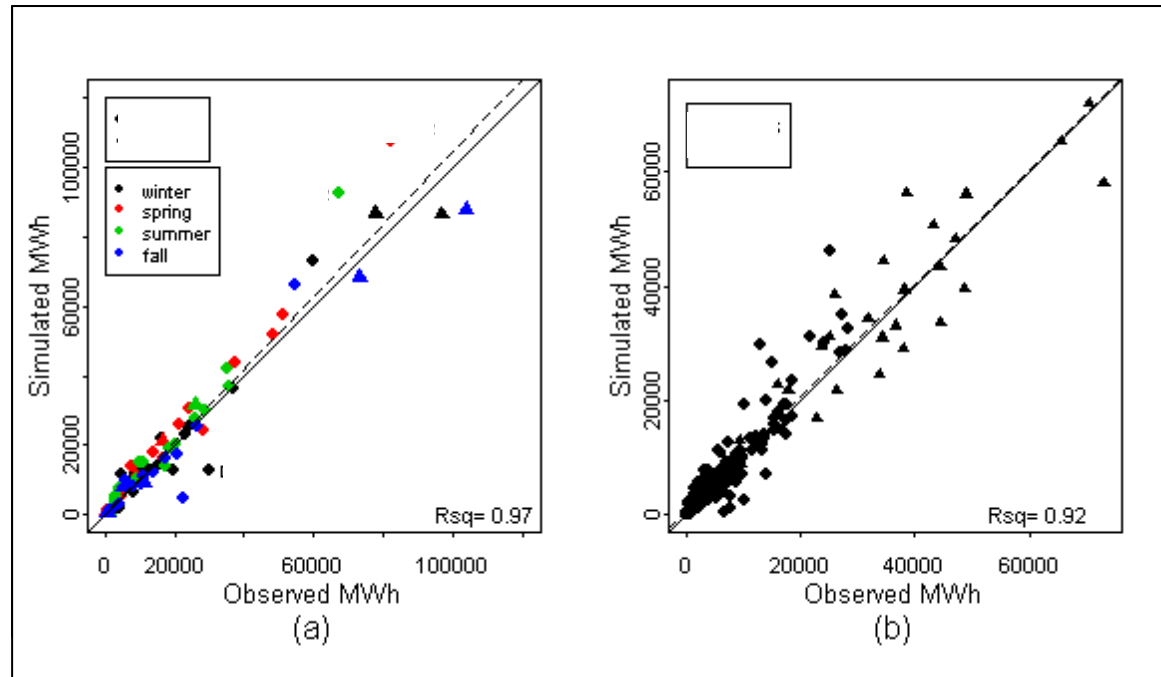 winter
spring
summer
fall
Simulated MWh
0
20000
60000
100000
Rsq= 0.97
0
20000
60000
100000
Observed MWh
(a)
Simulated MWh
0
20000
40000
60000
Rsq= 0.92
0
20000
40000
60000
Observed MWh
(b)